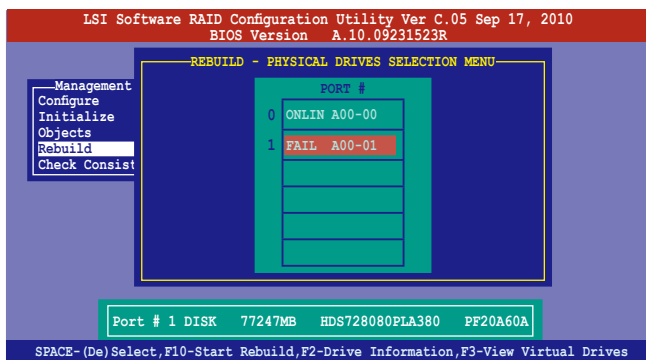 LSI Software RAID Configuration Utility Ver C.05 Sep 17, 2010
BIOS Version A.10.09231523R
REBUILD - PHYSICAL DRIVES SELECTION MENU
Management
Configure
Initialize
Objects
Rebuild
Check Consist
PORT #
0 ONLIN A00-00
1 FAIL A00-01
Port # 1 DISK 77247MB HDS728080PLA380 PF20A60A
SPACE-(De)Selec,F10-Start Rebuild,F2-Drive Information,F3-View Virtual Drives